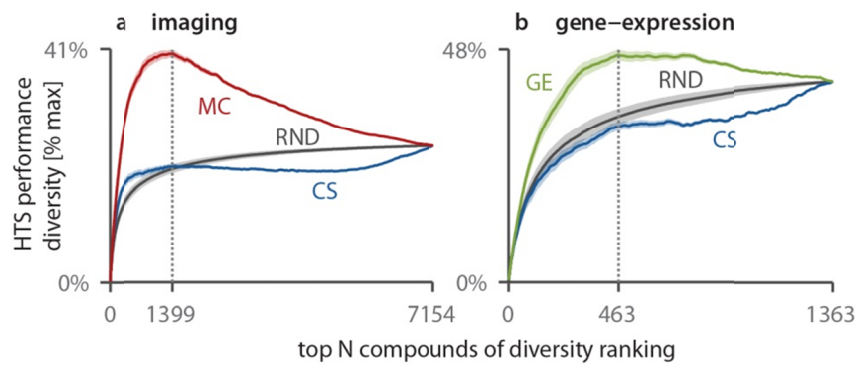 a imaging
b gene−expression
HTS performance
diversity [% max]
41%
0%
MC
RND
CS
0
1399
7154
48%
0%
GE
RND
CS
0
463
1363
top N compounds of diversity ranking